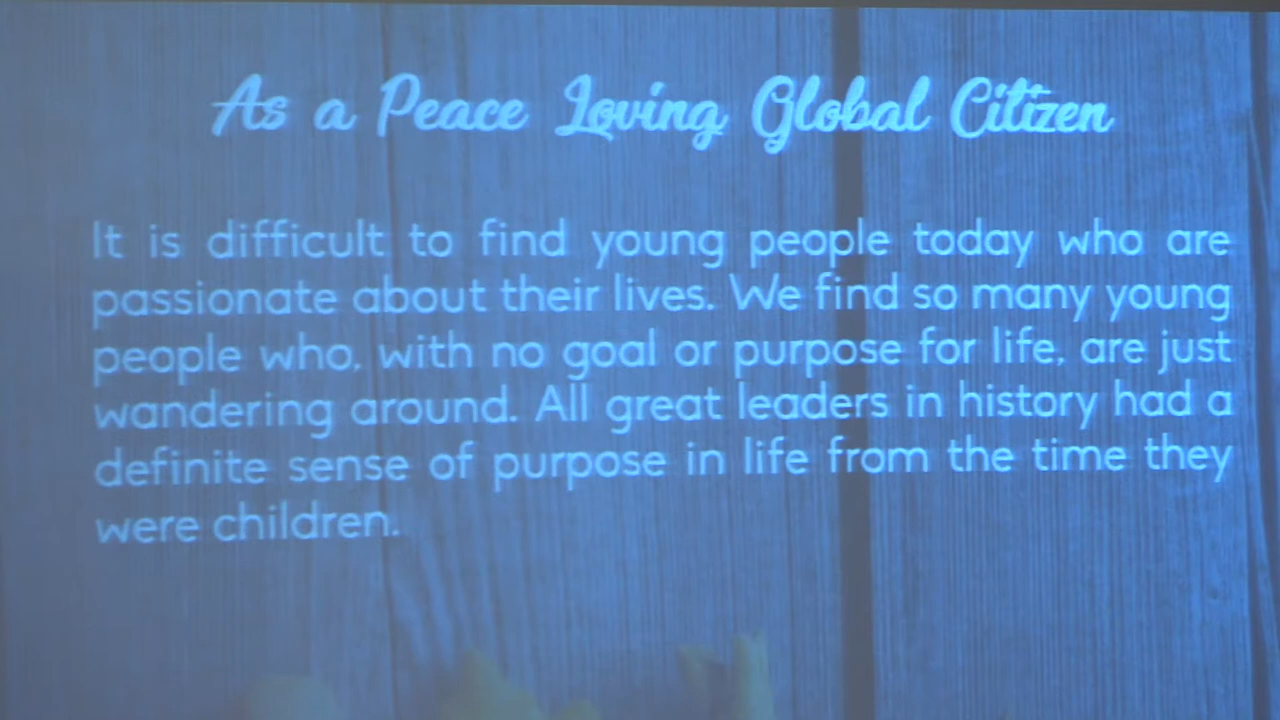 As a Peace Loving Global Citizen
It is difficult to find young people today who are
passionate about their lives. We find so many young
people who, with no goal or purpose for life, are just
wandering around. All great leaders in history had a
definite sense of purpose in life from the time they
were children.